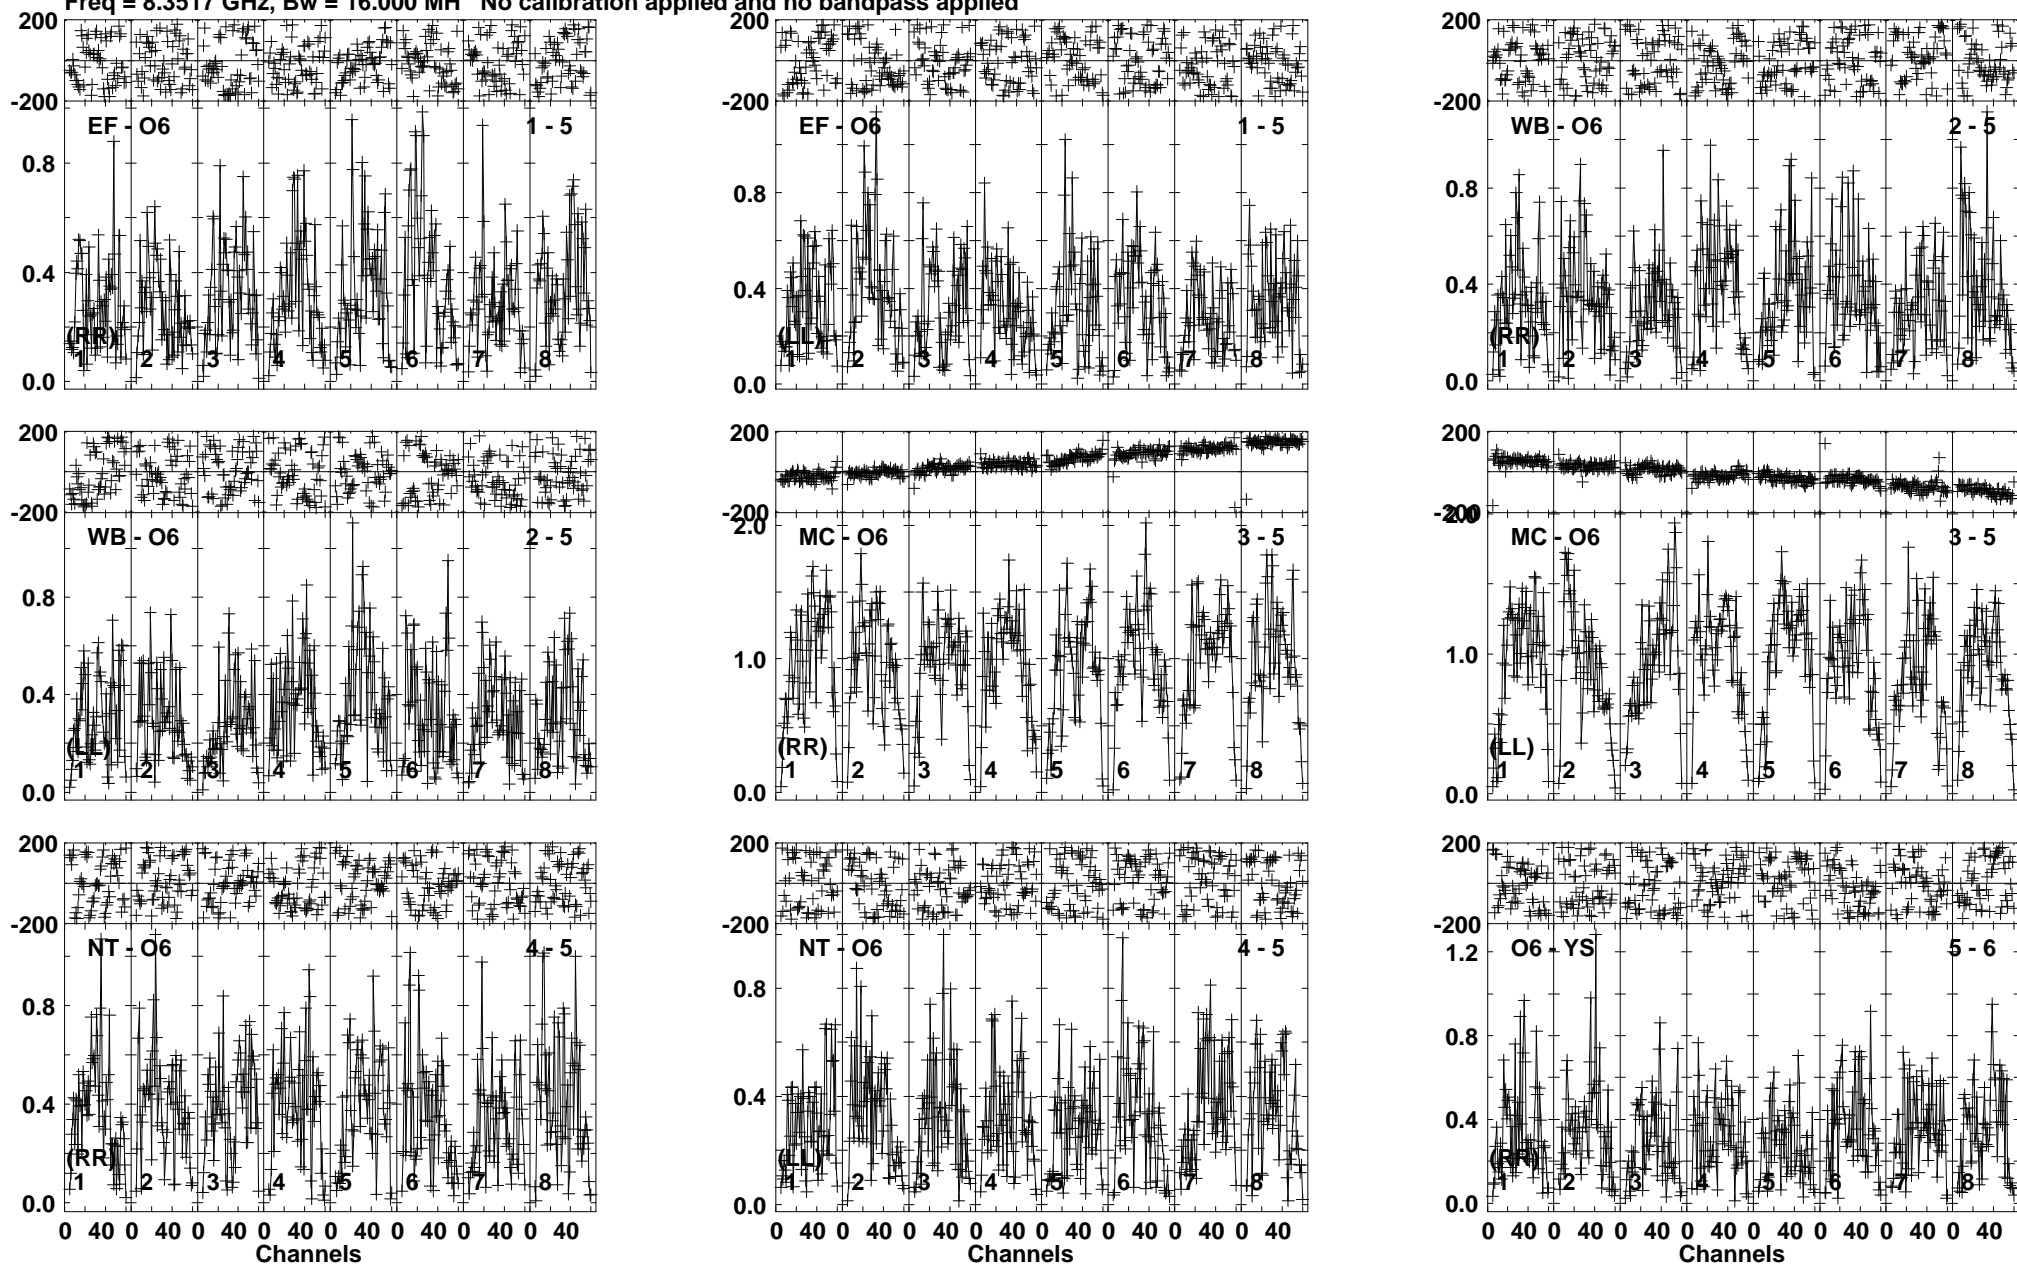 Freq = 8.3517 GHz, Bw = 16.000 MH No calibration applied and no bandpass applied
200 200 200
-200 -200 -200
EF - O6 1 - 5 EF - O6 1 - 5 WB - O6 2 - 5
0.8 0.8 0.8
0.4 0.4 0.4
(RR) (LL) (RR)
1 2 3 4 5 6 7 8 1 2 3 4 5 6 7 8 1 2 3 4 5 6 7 8
0.0 0.0 0.0
200 200 200
-200 -200 -200
2.0 2.0
WB - O6 2 - 5 MC - O6 3 - 5 MC - O6 3 - 5
0.8 1.0 1.0
0.4
(LL) (RR) (LL)
1 2 3 4 5 6 7 8 1 2 3 4 5 6 7 8 1 2 3 4 5 6 7 8
0.0 0.0 0.0
200 200 200
-200 -200 -200
NT - O6 4 - 5 NT - O6 4 - 5 O6 - YS 5 - 6
1.2
0.8 0.8 0.8
0.4 0.4 0.4
(RR) (LL) (RR)
1 2 3 4 5 6 7 8 1 2 3 4 5 6 7 8 1 2 3 4 5 6 7 8
0.0 0.0 0.0
0 40 0 40 0 40 0 40 0 40 0 40 0 40 0 40 0 40 0 40 0 40 0 40 0 40 0 40 0 40 0 40 0 40 0 40 0 40 0 40 0 40 0 40 0 40 0 40
Channels Channels Channels